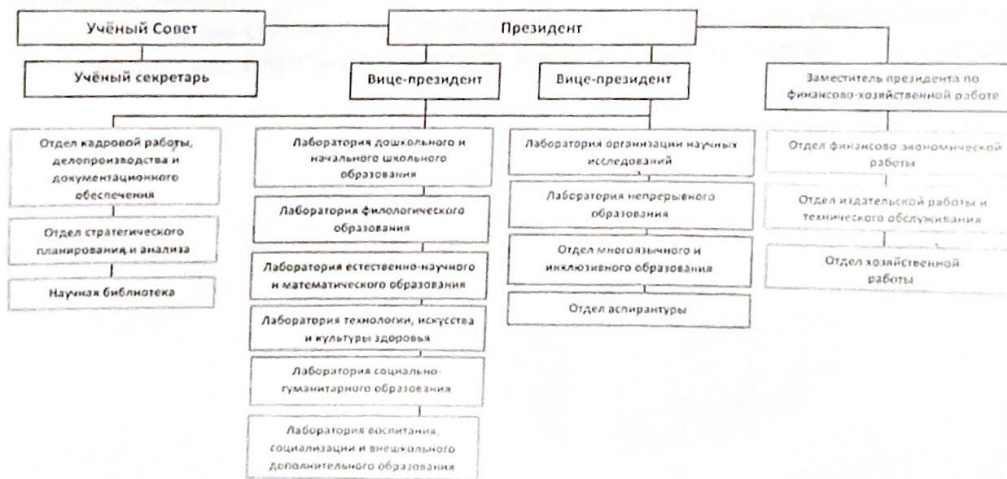 Учёный Совет
Президент
Учёный секретарь
Вице-президент
Вице-президент
Заместитель президента по
финансово-хозяйственной работе
Отдел кадровой работы,
делопроизводства и
документационного
обеспечения
Отдел стратегического
планирования и анализа
Научная библиотека
Лаборатория дошкольного и
начального школьного
образования
Лаборатория филологического
образования
Лаборатория естественно-научного
и математического образования
Лаборатория технологии, искусства
и культуры здоровья
Лаборатория социально-
гуманитарного образования
Лаборатория воспитания,
социализации и внешкольного
дополнительного образования
Лаборатория организации научных
исследований
Лаборатория непрерывного
образования
Отдел многоязычного и
инклюзивного образования
Отдел аспирантуры
Отдел финансово экономической
работы
Отдел издательской работы и
технического обслуживания
Отдел хозяйственной
работы